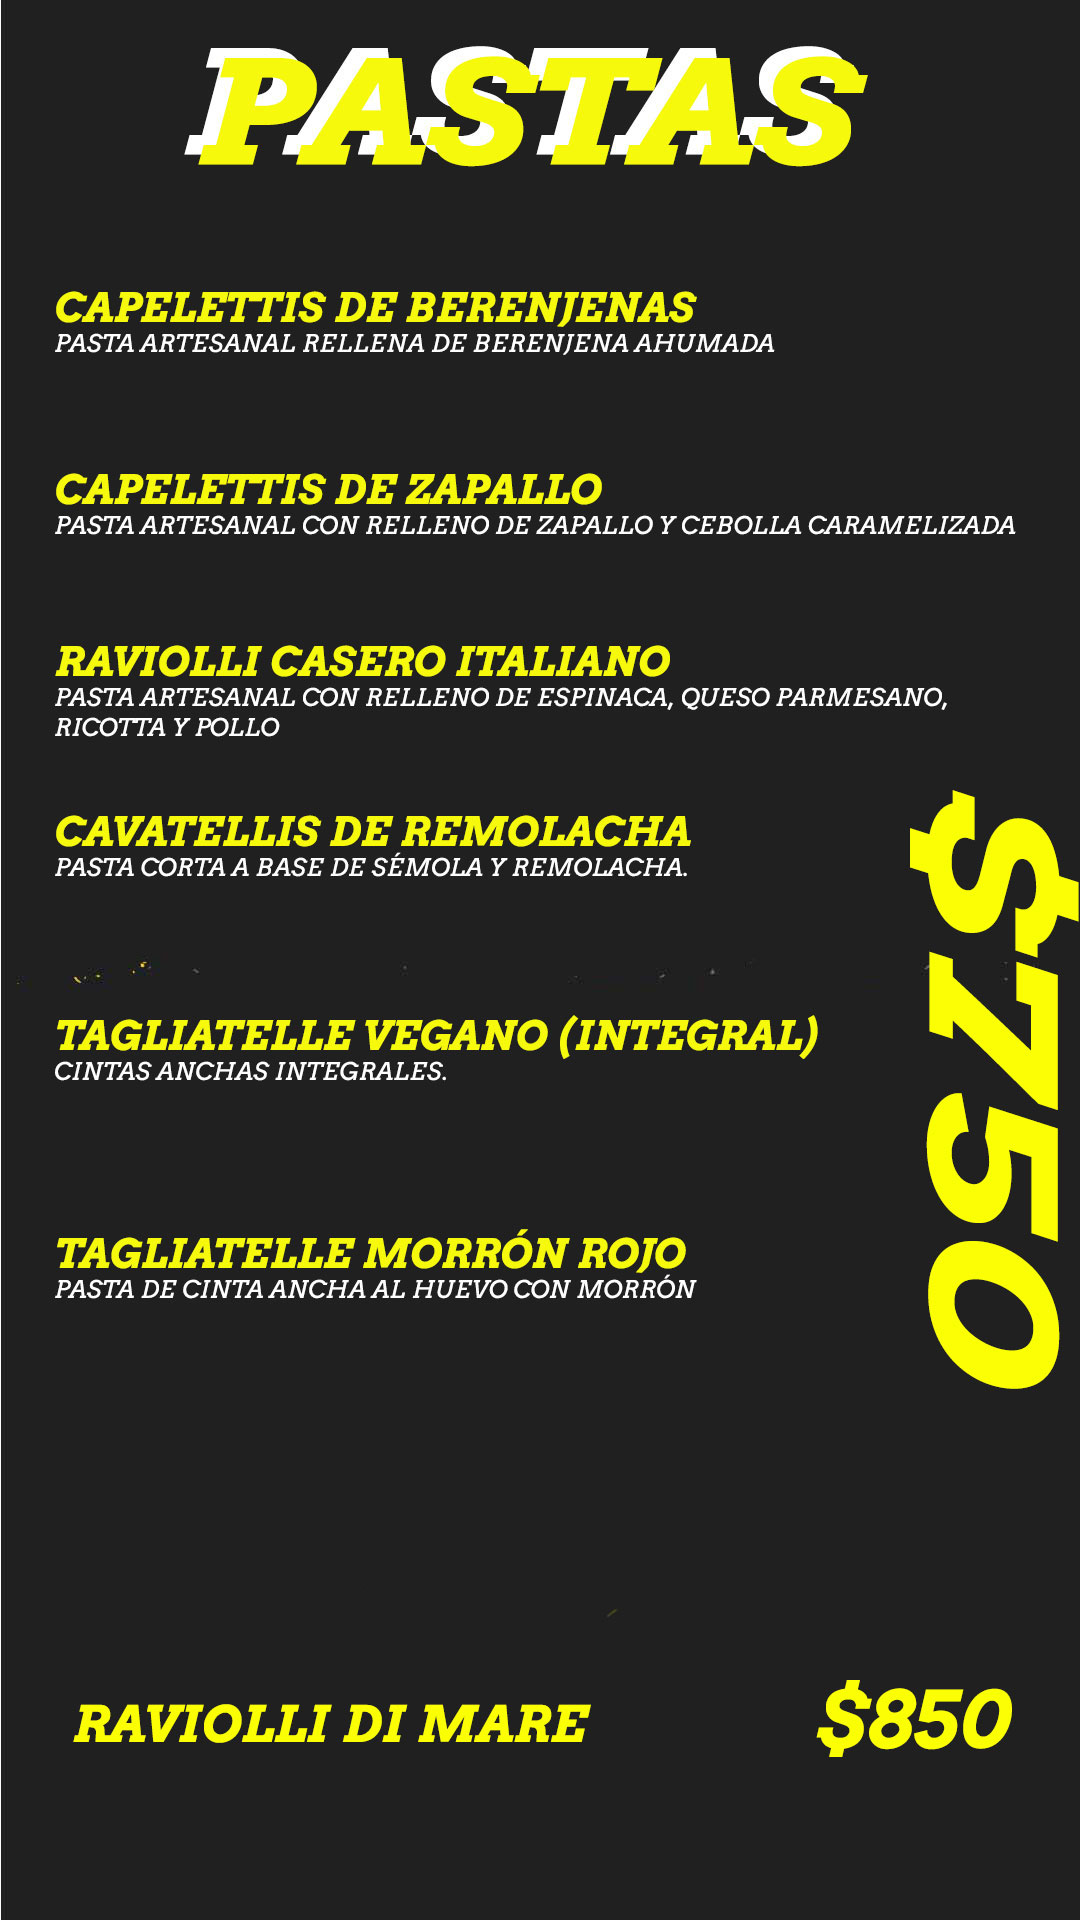 PASTAS
CAPELETTIS DE BERENJENAS
PASTA ARTESANAL RELLENA DE BERENJENA AHUMADA
CAPELETTIS DE ZAPALLO
PASTA ARTESANAL CON RELLENO DE ZAPALLO Y CEBOLLA CARAMELIZADA
RAVIOLLI CASERO ITALIANO
PASTA ARTESANAL CON RELLENO DE ESPINACA, QUESO PARMESANO,
RICOTTA Y POLLO
CAVATELLIS DE REMOLACHA
PASTA CORTA A BASE DE SÉMOLA Y REMOLACHA.
TAGLIATELLE VEGANO (INTEGRAL)
CINTAS ANCHAS INTEGRALES.
TAGLIATELLE MORRÓN ROJO
PASTA DE CINTA ANCHA AL HUEVO CON MORRÓN
$750
RAVIOLLI DI MARE $850